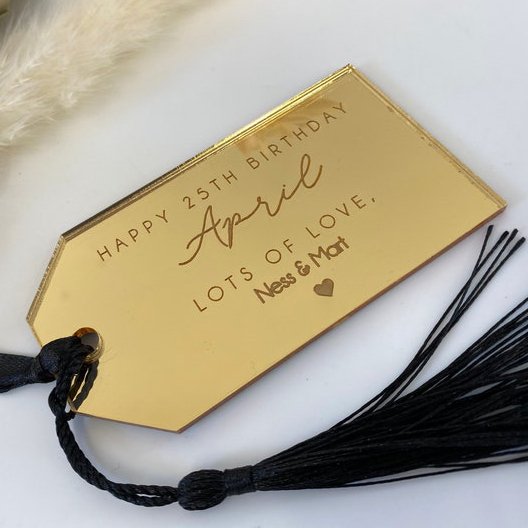 HAPPY 25TH BIRTHDAY
April
LOTS OF LOVE,
Ness & Mart